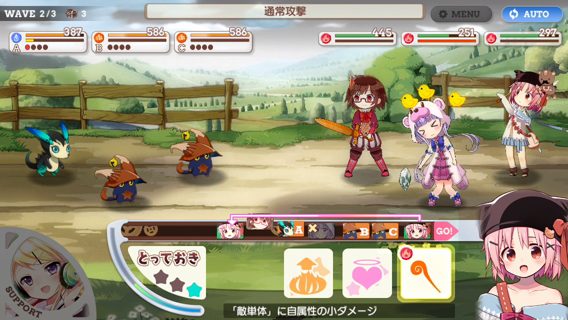 WAVE 2/3
3
通常攻撃
MENU
AUTO
387
A
586
B
586
C
445
251
297
A
B
C
GO!
とっておき
SUPPORT
「敵単体」に自属性の小ダメージ